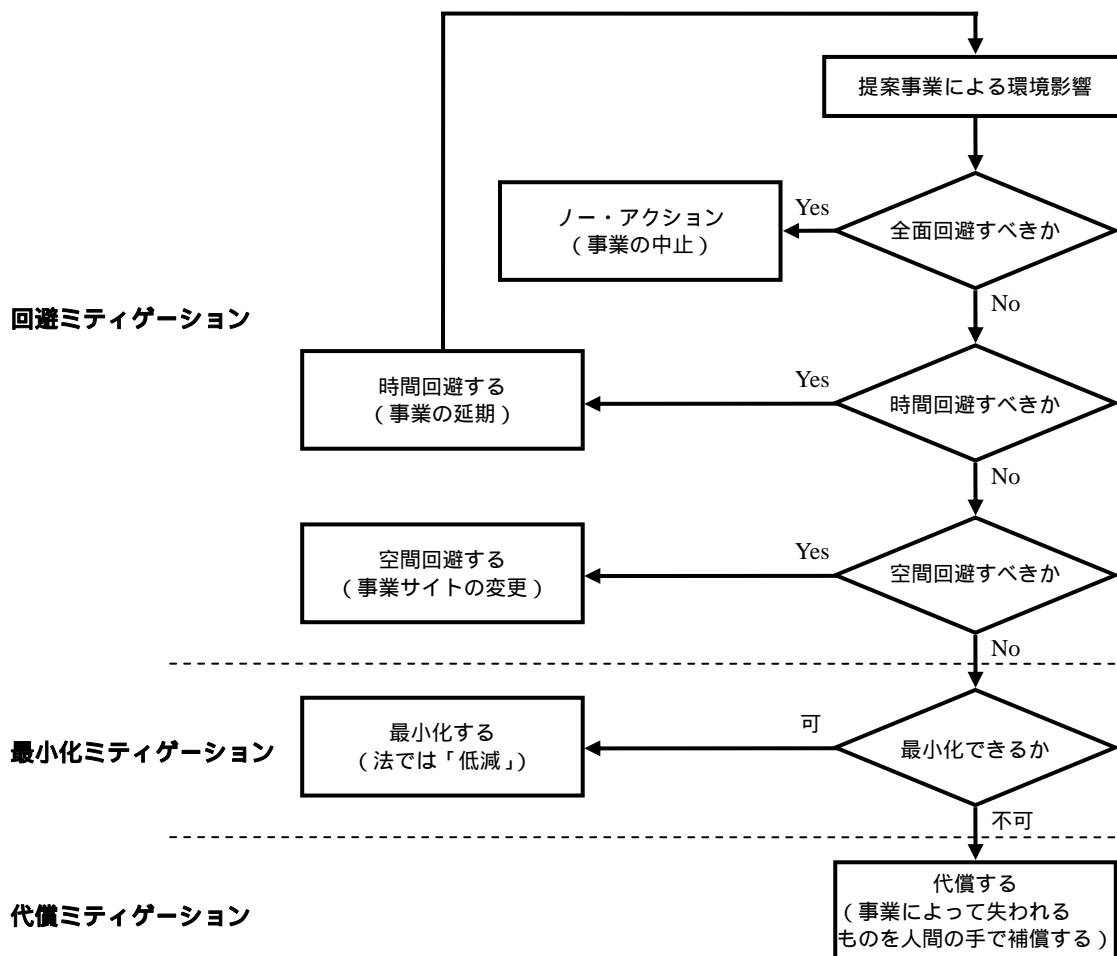 提案事業による環境影響
ノー・アクション
（事業の中止）
Yes
全面回避すべきか
No
回避ミティゲーション
時間回避する
（事業の延期）
Yes
時間回避すべきか
No
空間回避する
（事業サイトの変更）
Yes
空間回避すべきか
No
最小化ミティゲーション
最小化する
（法では「低減」）
可
最小化できるか
不可
代償ミティゲーション
代償する
（事業によって失われる
ものを人間の手で補償する）